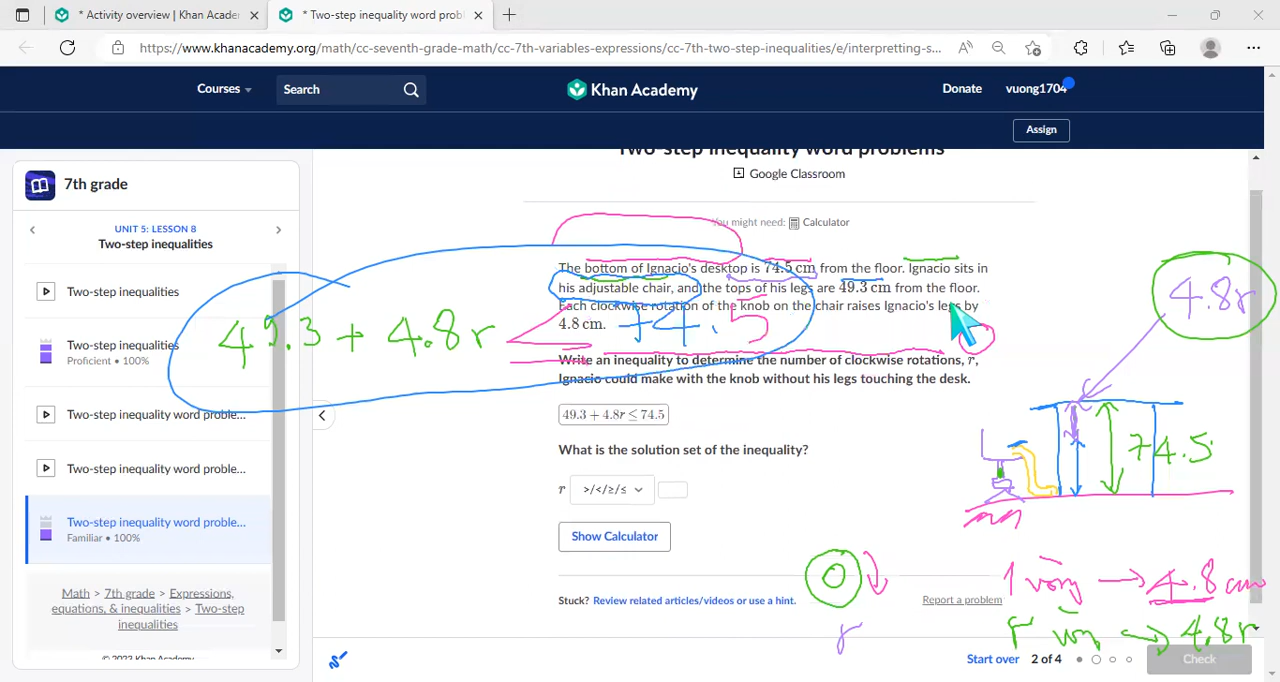 * Activity overview | Khan Acader
* Two-step inequality word probl
https://www.khanacademy.org/math/cc-seventh-grade-math/cc-7th-variables-expressions/cc-7th-two-step-inequalities/e/interpretting-s...
Courses
Search
Khan Academy
Donate
vuong1704
Assign
7th grade
UNIT 5: LESSON 8
Two-step inequalities
Two-step inequalities
Two-step inequalities
Proficient • 100%
Two-step inequality word proble...
Two-step inequality word proble...
Two-step inequality word proble...
Familiar • 100%
Math > 7th grade > Expressions,
equations, & inequalities > Two-step
inequalities
© 2023 Khan Academy
Two-step inequality word problems
Google Classroom
You might need: Calculator
The bottom of Ignacio's desktop is 74.5 cm from the floor. Ignacio sits in
his adjustable chair, and the tops of his legs are 49.3 cm from the floor.
Each clockwise rotation of the knob on the chair raises Ignacio's legs by
4.8 cm.
Write an inequality to determine the number of clockwise rotations, r,
Ignacio could make with the knob without his legs touching the desk.
49.3 + 4.8r ≤ 74.5
What is the solution set of the inequality?
r >/</≥/≤
Show Calculator
Stuck? Review related articles/videos or use a hint.
Report a problem
Start over
2 of 4
Check
49.3 + 4.8r ≤ 74.5
4.8r
74.5
r
1 vòng → 4.8 cm
r → 4.8r